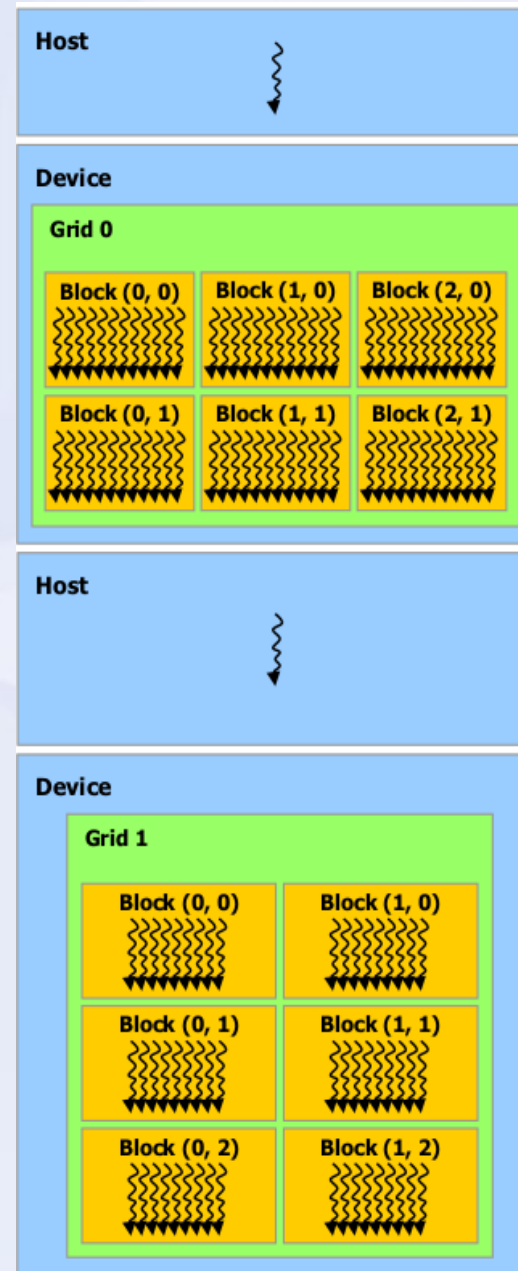 Host
Device
Grid 0
Block (0, 0) Block (1, 0) Block (2, 0)
Block (0, 1) Block (1, 1) Block (2, 1)
Host
Device
Grid 1
Block (0, 0) Block (1, 0)
Block (0, 1) Block (1, 1)
Block (0, 2) Block (1, 2)